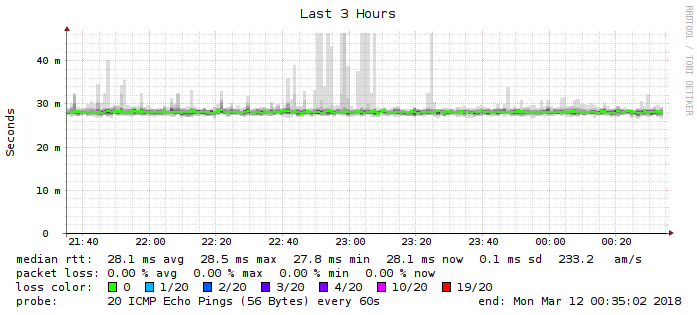 Last 3 Hours
RRDTOOL / TOBI OETIKER
Seconds
40 m
30 m
20 m
10 m
0
21:40 22:00 22:20 22:40 23:00 23:20 23:40 00:00 00:20
median rtt: 28.1 ms avg 28.5 ms max 27.8 ms min 28.1 ms now 0.1 ms sd 233.2 am/s
packet loss: 0.00 % avg 0.00 % max 0.00 % min 0.00 % now
loss color: 0 1/20 2/20 3/20 4/20 10/20 19/20
probe: 20 ICMP Echo Pings (56 Bytes) every 60s end: Mon Mar 12 00:35:02 2018